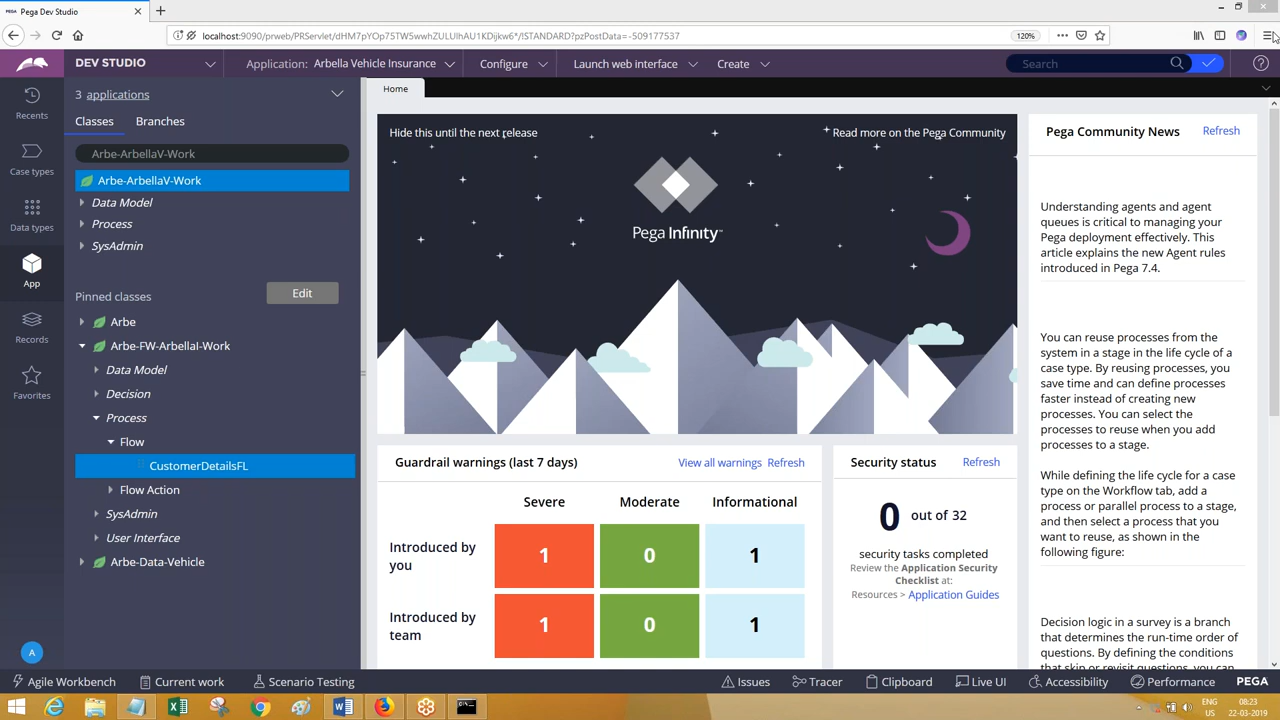 Pega Dev Studio
localhost:9090/prweb/PRServlet/dHM7pYOp75TW5wwhZULUlhAU1KDijkw6*/!STANDARD?pzPostData=-509177537
120%
DEV STUDIO
Application: Arbella Vehicle Insurance
Configure
Launch web interface
Create
Search
3 applications
Classes
Branches
Home
Recents
Case types
Data types
App
Records
Favorites
A
Arbe-ArbellaV-Work
Arbe-ArbellaV-Work
Data Model
Process
SysAdmin
Pinned classes
Edit
Arbe
Arbe-FW-ArbellaI-Work
Data Model
Decision
Process
Flow
CustomerDetailsFL
Flow Action
SysAdmin
User Interface
Arbe-Data-Vehicle
Hide this until the next release
Read more on the Pega Community
Pega Infinity™
Guardrail warnings (last 7 days)
View all warnings
Refresh
Severe
Moderate
Informational
Introduced by
you
1
0
1
Introduced by
team
1
0
1
Security status
Refresh
0 out of 32
security tasks completed
Review the Application Security
Checklist at:
Resources > Application Guides
Pega Community News
Refresh
Understanding agents and agent
queues is critical to managing your
Pega deployment effectively. This
article explains the new Agent rules
introduced in Pega 7.4.
You can reuse processes from the
system in a stage in the life cycle of a
case type. By reusing processes, you
save time and can define processes
faster instead of creating new
processes. You can select the
processes to reuse when you add
processes to a stage.
While defining the life cycle for a case
type on the Workflow tab, add a
process or parallel process to a stage,
and then select a process that you
want to reuse, as shown in the
following figure:
Decision logic in a survey is a branch
that determines the run-time order of
questions. By defining the conditions
that skip or revisit questions, you can
Agile Workbench
Current work
Scenario Testing
Issues
Tracer
Clipboard
Live UI
Accessibility
Performance
PEGA
ENG
US
08:23
22-03-2019